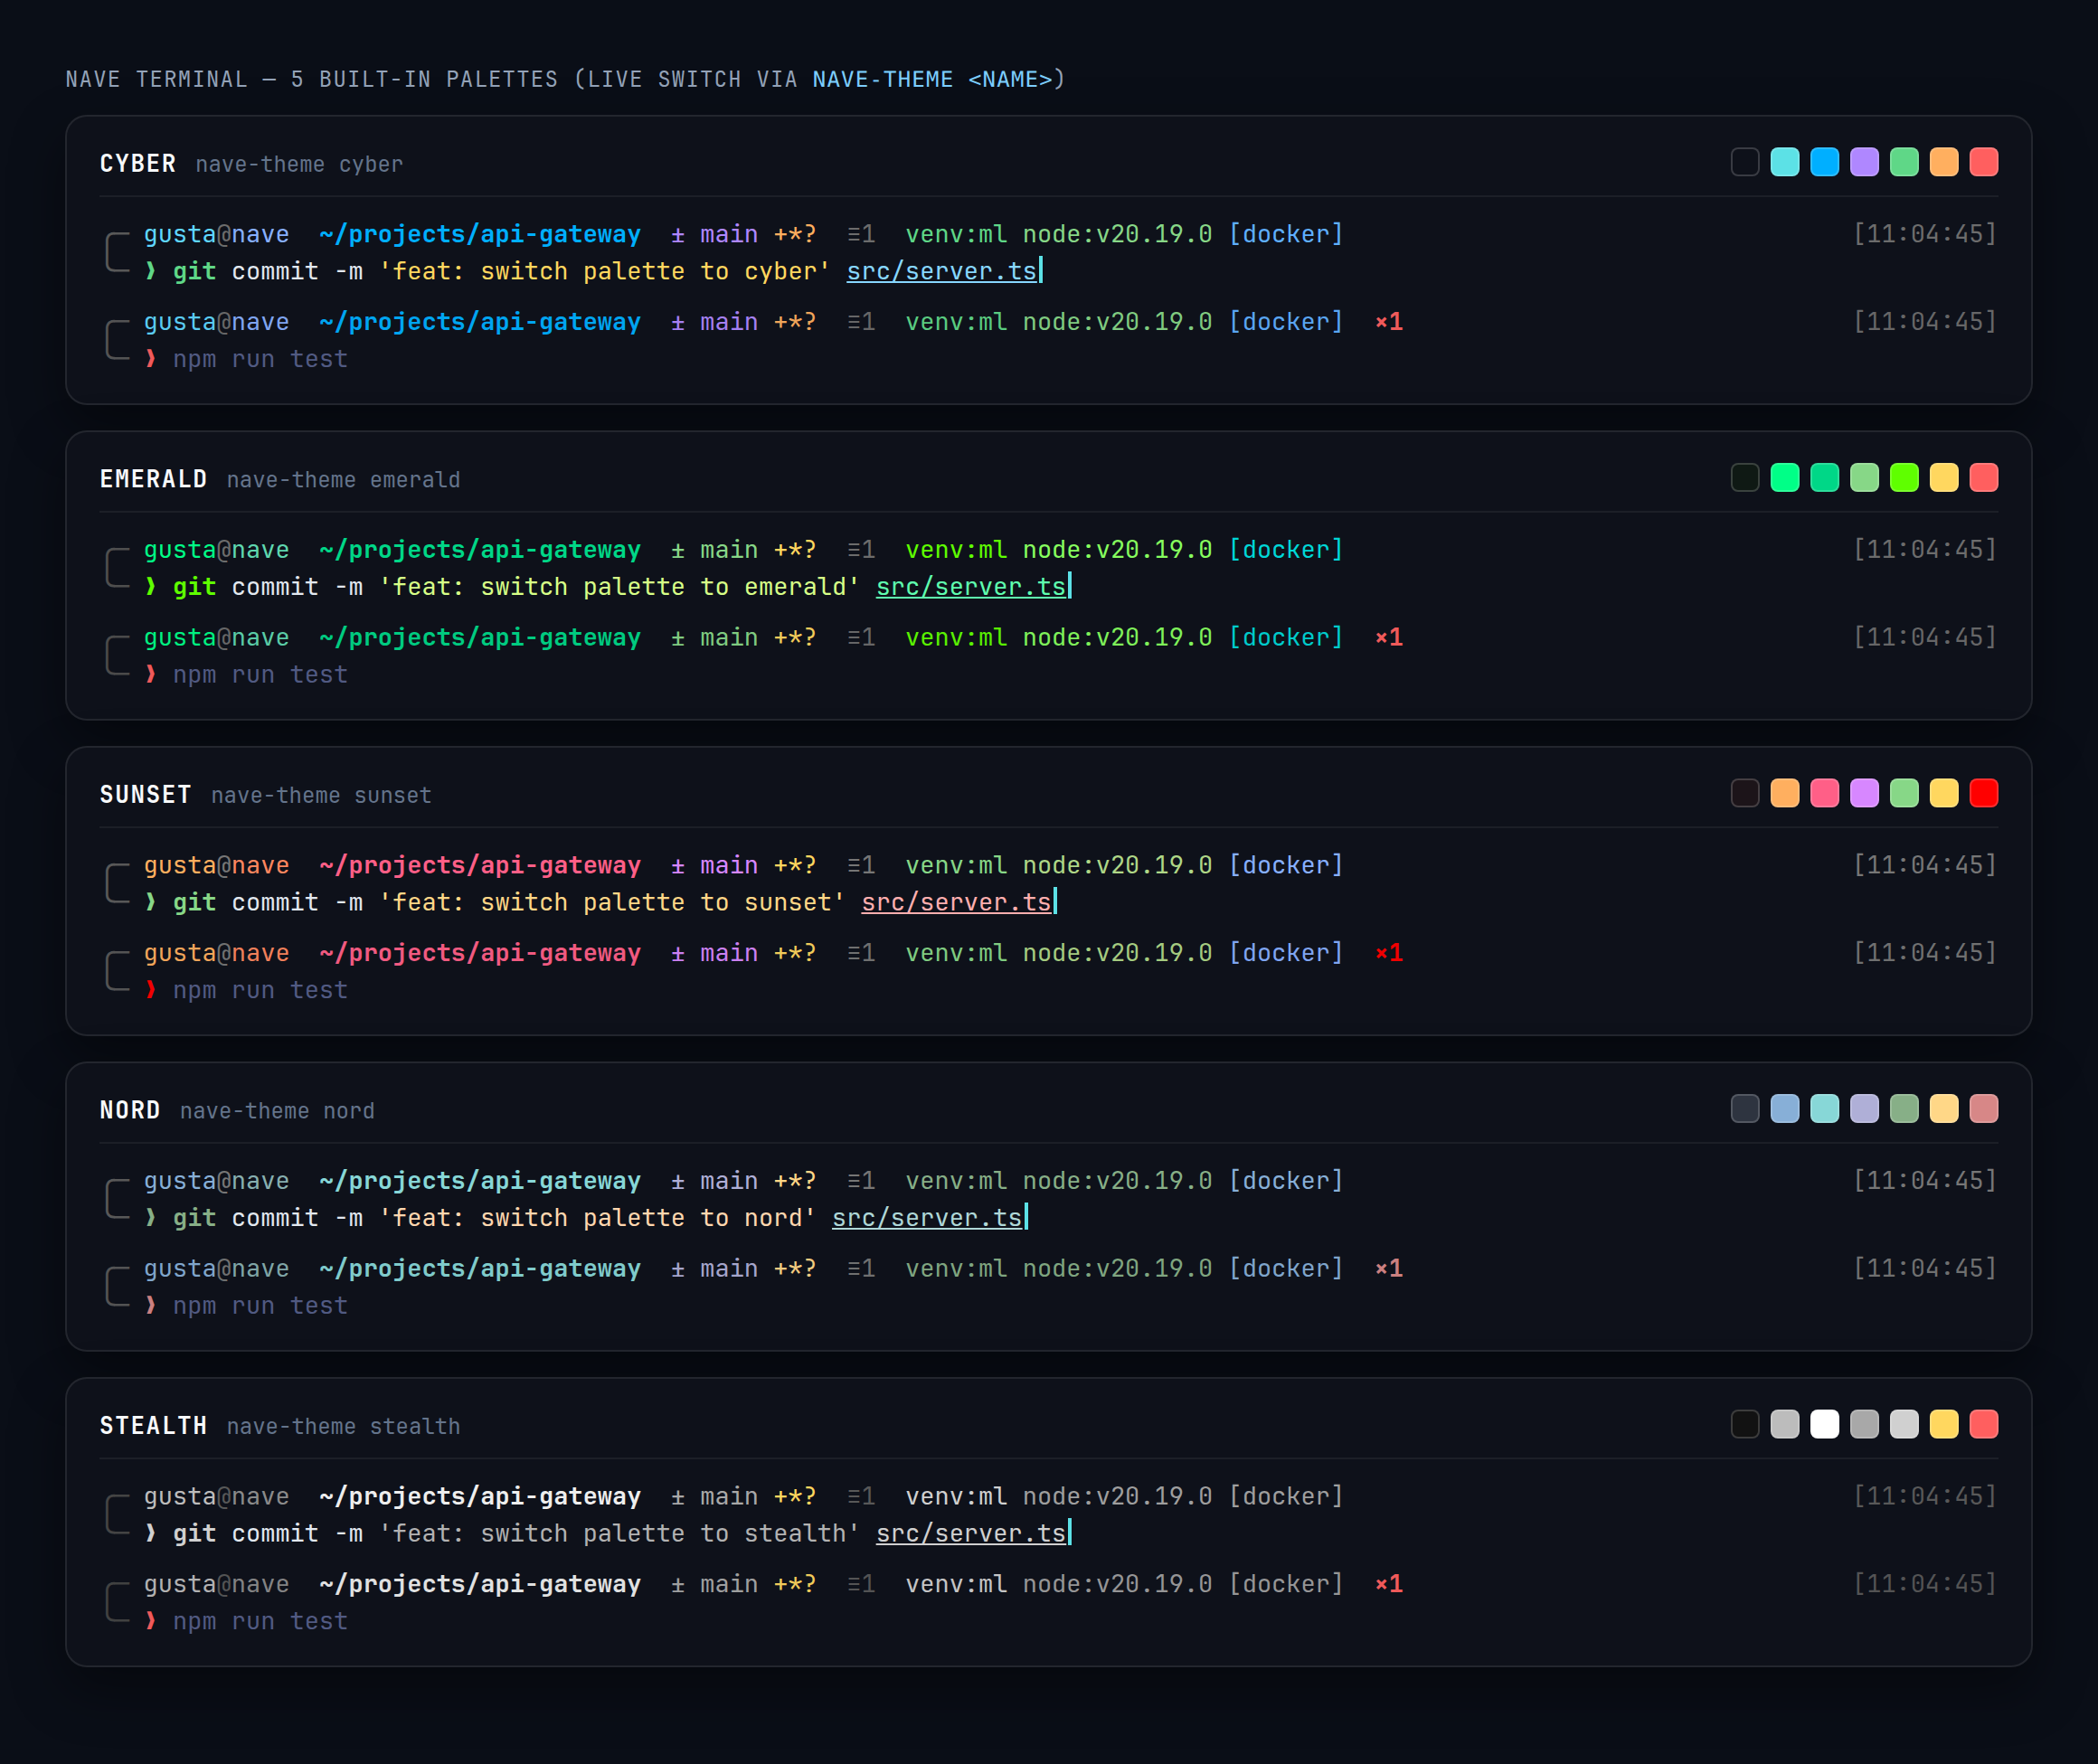 NAVE TERMINAL — 5 BUILT-IN PALETTES (LIVE SWITCH VIA NAVE-THEME <NAME>)
CYBER nave-theme cyber
gusta@nave ~/projects/api-gateway ± main +*? ≡1 venv:ml node:v20.19.0 [docker] [11:04:45]
❯ git commit -m 'feat: switch palette to cyber' src/server.ts
gusta@nave ~/projects/api-gateway ± main +*? ≡1 venv:ml node:v20.19.0 [docker] ×1 [11:04:45]
❯ npm run test
EMERALD nave-theme emerald
gusta@nave ~/projects/api-gateway ± main +*? ≡1 venv:ml node:v20.19.0 [docker] [11:04:45]
❯ git commit -m 'feat: switch palette to emerald' src/server.ts
gusta@nave ~/projects/api-gateway ± main +*? ≡1 venv:ml node:v20.19.0 [docker] ×1 [11:04:45]
❯ npm run test
SUNSET nave-theme sunset
gusta@nave ~/projects/api-gateway ± main +*? ≡1 venv:ml node:v20.19.0 [docker] [11:04:45]
❯ git commit -m 'feat: switch palette to sunset' src/server.ts
gusta@nave ~/projects/api-gateway ± main +*? ≡1 venv:ml node:v20.19.0 [docker] ×1 [11:04:45]
❯ npm run test
NORD nave-theme nord
gusta@nave ~/projects/api-gateway ± main +*? ≡1 venv:ml node:v20.19.0 [docker] [11:04:45]
❯ git commit -m 'feat: switch palette to nord' src/server.ts
gusta@nave ~/projects/api-gateway ± main +*? ≡1 venv:ml node:v20.19.0 [docker] ×1 [11:04:45]
❯ npm run test
STEALTH nave-theme stealth
gusta@nave ~/projects/api-gateway ± main +*? ≡1 venv:ml node:v20.19.0 [docker] [11:04:45]
❯ git commit -m 'feat: switch palette to stealth' src/server.ts
gusta@nave ~/projects/api-gateway ± main +*? ≡1 venv:ml node:v20.19.0 [docker] ×1 [11:04:45]
❯ npm run test